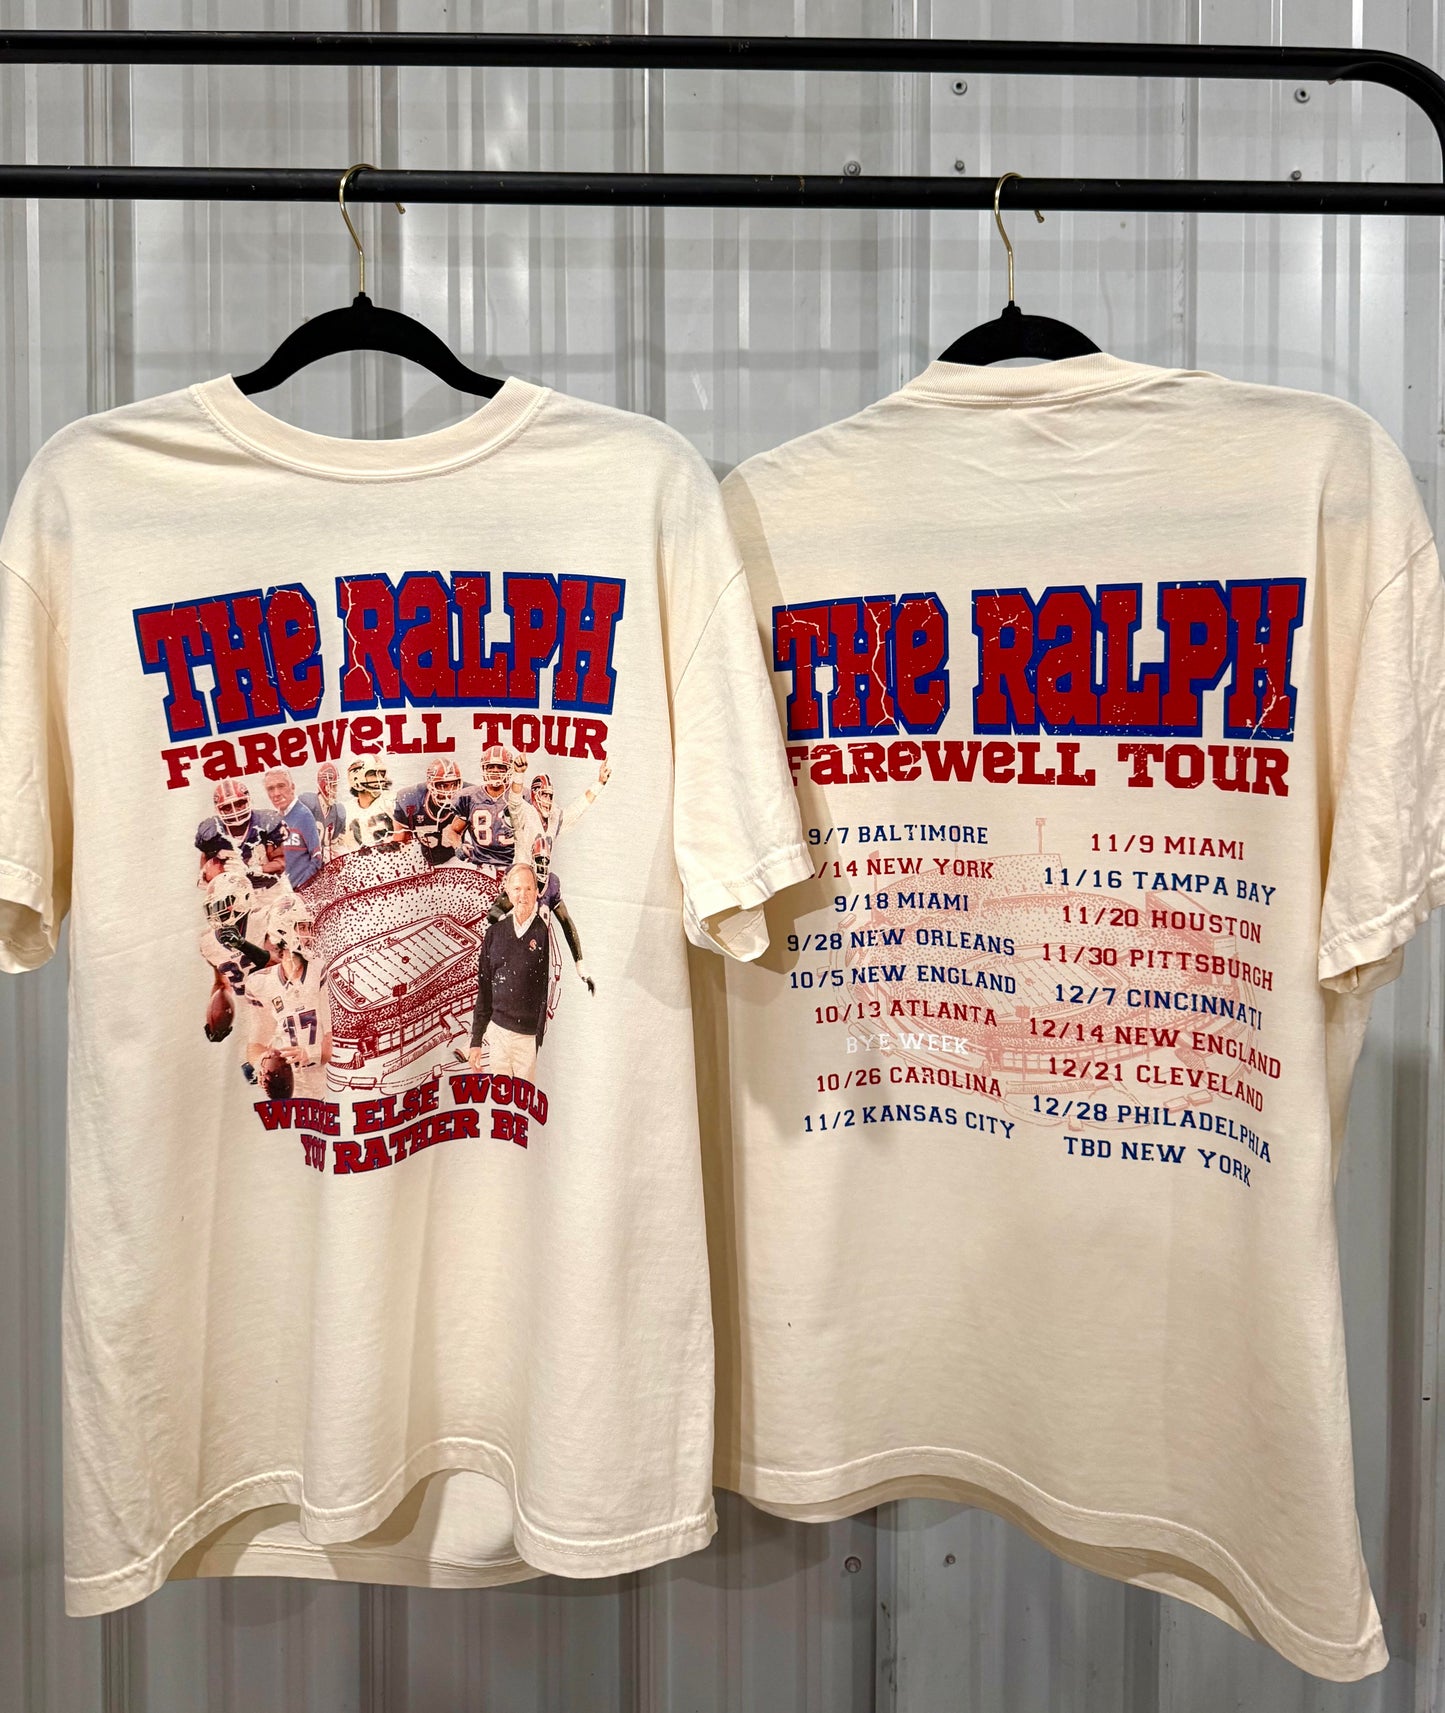 THE RALPH
FAREWELL TOUR
12
8
17
WHERE ELSE WOULD
YOU RATHER BE
THE RALPH
FAREWELL TOUR
9/7 BALTIMORE
/14 NEW YORK
9/18 MIAMI
9/28 NEW ORLEANS
10/5 NEW ENGLAND
10/13 ATLANTA
BYE WEEK
10/26 CAROLINA
11/2 KANSAS CITY
11/9 MIAMI
11/16 TAMPA BAY
11/20 HOUSTON
11/30 PITTSBURGH
12/7 CINCINNATI
12/14 NEW ENGLAND
12/21 CLEVELAND
12/28 PHILADELPHIA
TBD NEW YORK